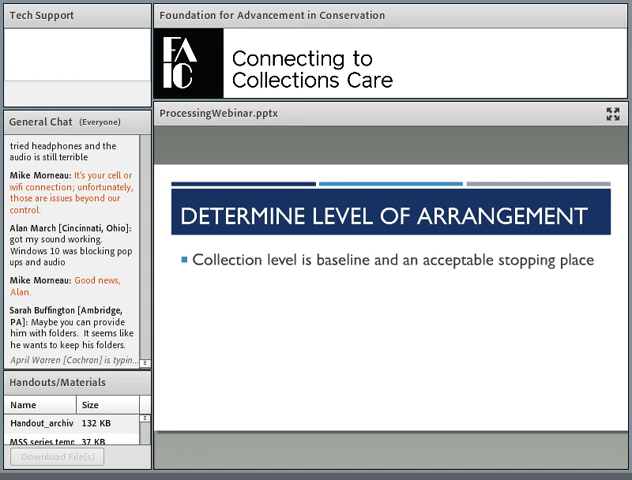 Tech Support
Foundation for Advancement in Conservation
FA
IC
Connecting to
Collections Care
General Chat (Everyone)
tried headphones and the
audio is still terrible
Mike Morneau: It's your cell or
wifi connection; unfortunately,
those are issues beyond our
control.
Alan March [Cincinnati, Ohio]:
got my sound working.
Windows 10 was blocking pop
ups and audio
Mike Morneau: Good news,
Alan.
Sarah Buffington [Ambridge,
PA]: Maybe you can provide
him with folders. It seems like
he wants to keep his folders.
April Warren [Cochran] is typin...
Handouts/Materials
Name Size
Handout_archiv 132 KB
MSS series temp 37 KB
Download File(s)
ProcessingWebinar.pptx
DETERMINE LEVEL OF ARRANGEMENT
Collection level is baseline and an acceptable stopping place